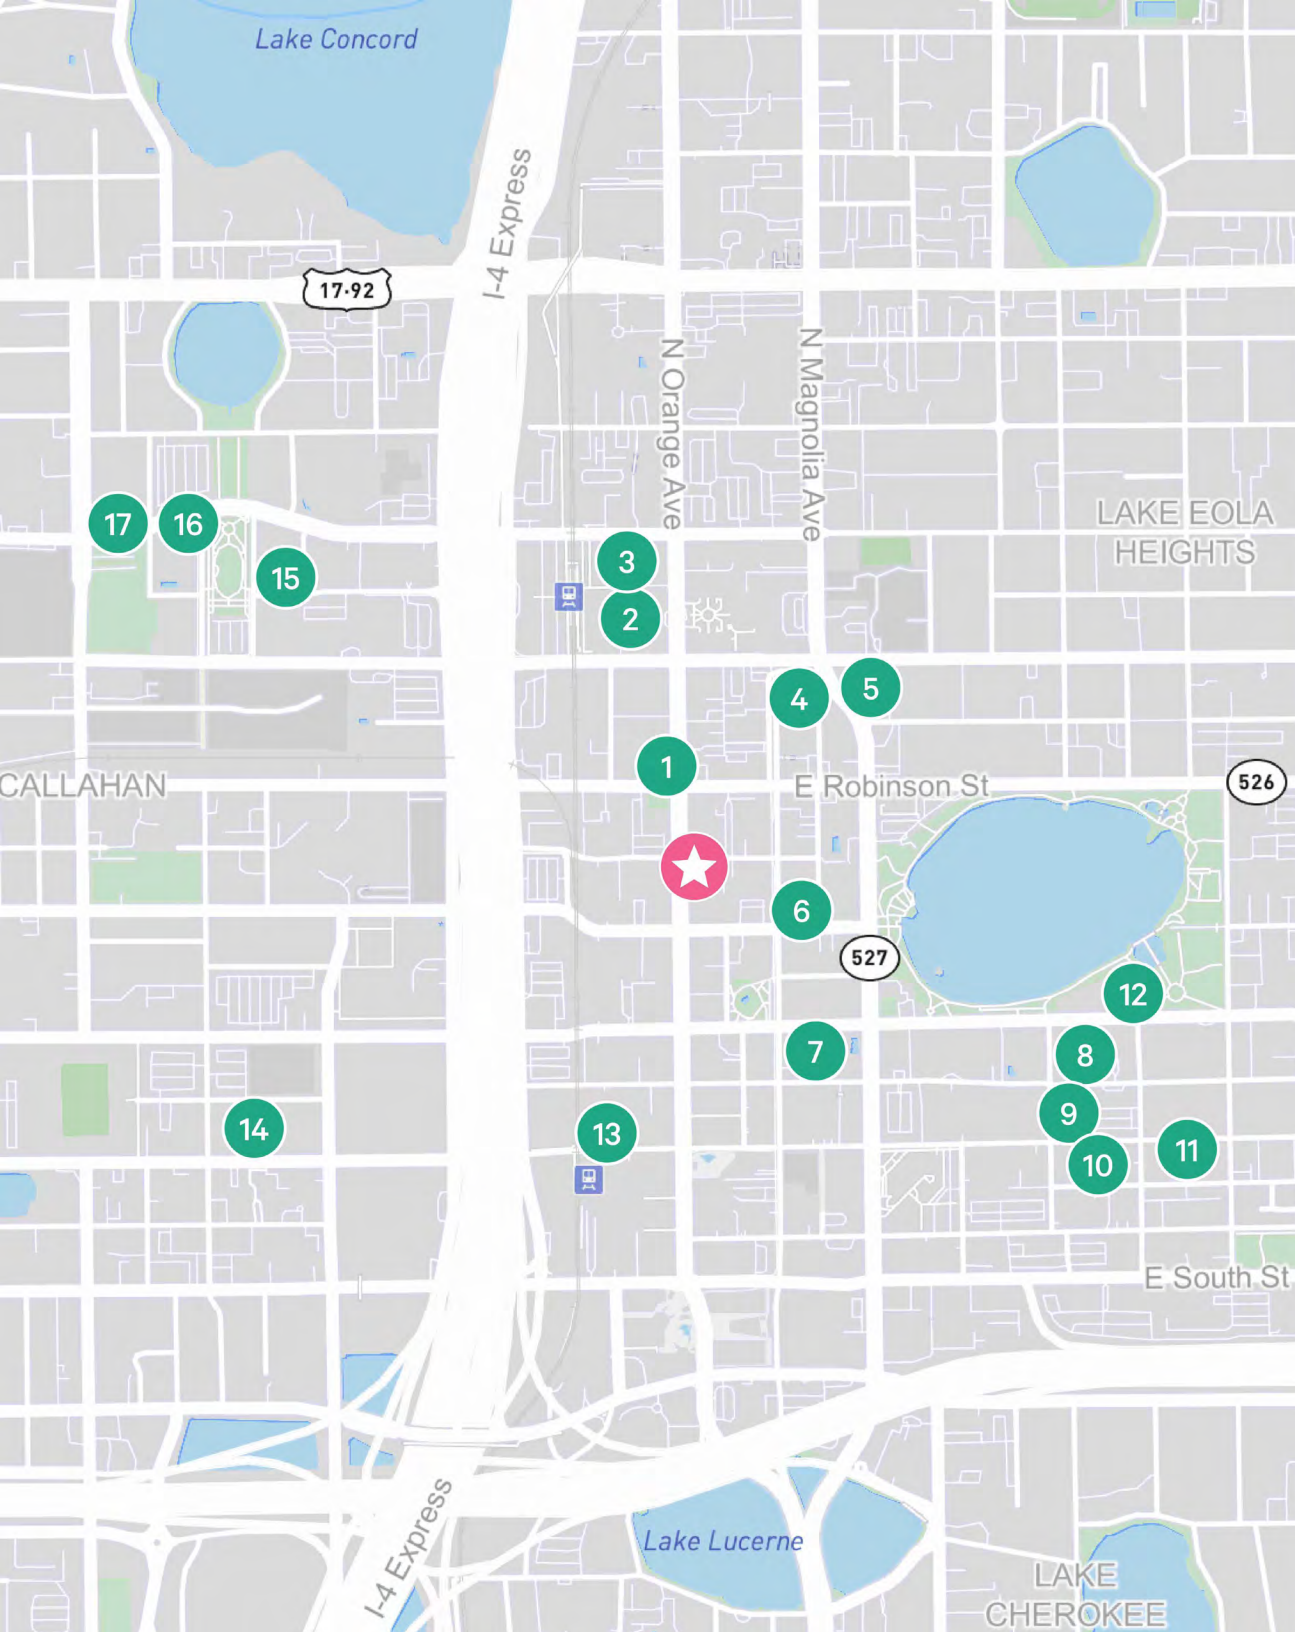 Lake Concord
I-4 Express
17·92
N Orange Ave
N Magnolia Ave
LAKE EOLA
HEIGHTS
17
16
15
3
2
4
5
1
CALLAHAN
E Robinson St
526
6
527
12
7
8
9
14
13
10
11
E South St
I-4 Express
Lake Lucerne
LAKE
CHEROKEE